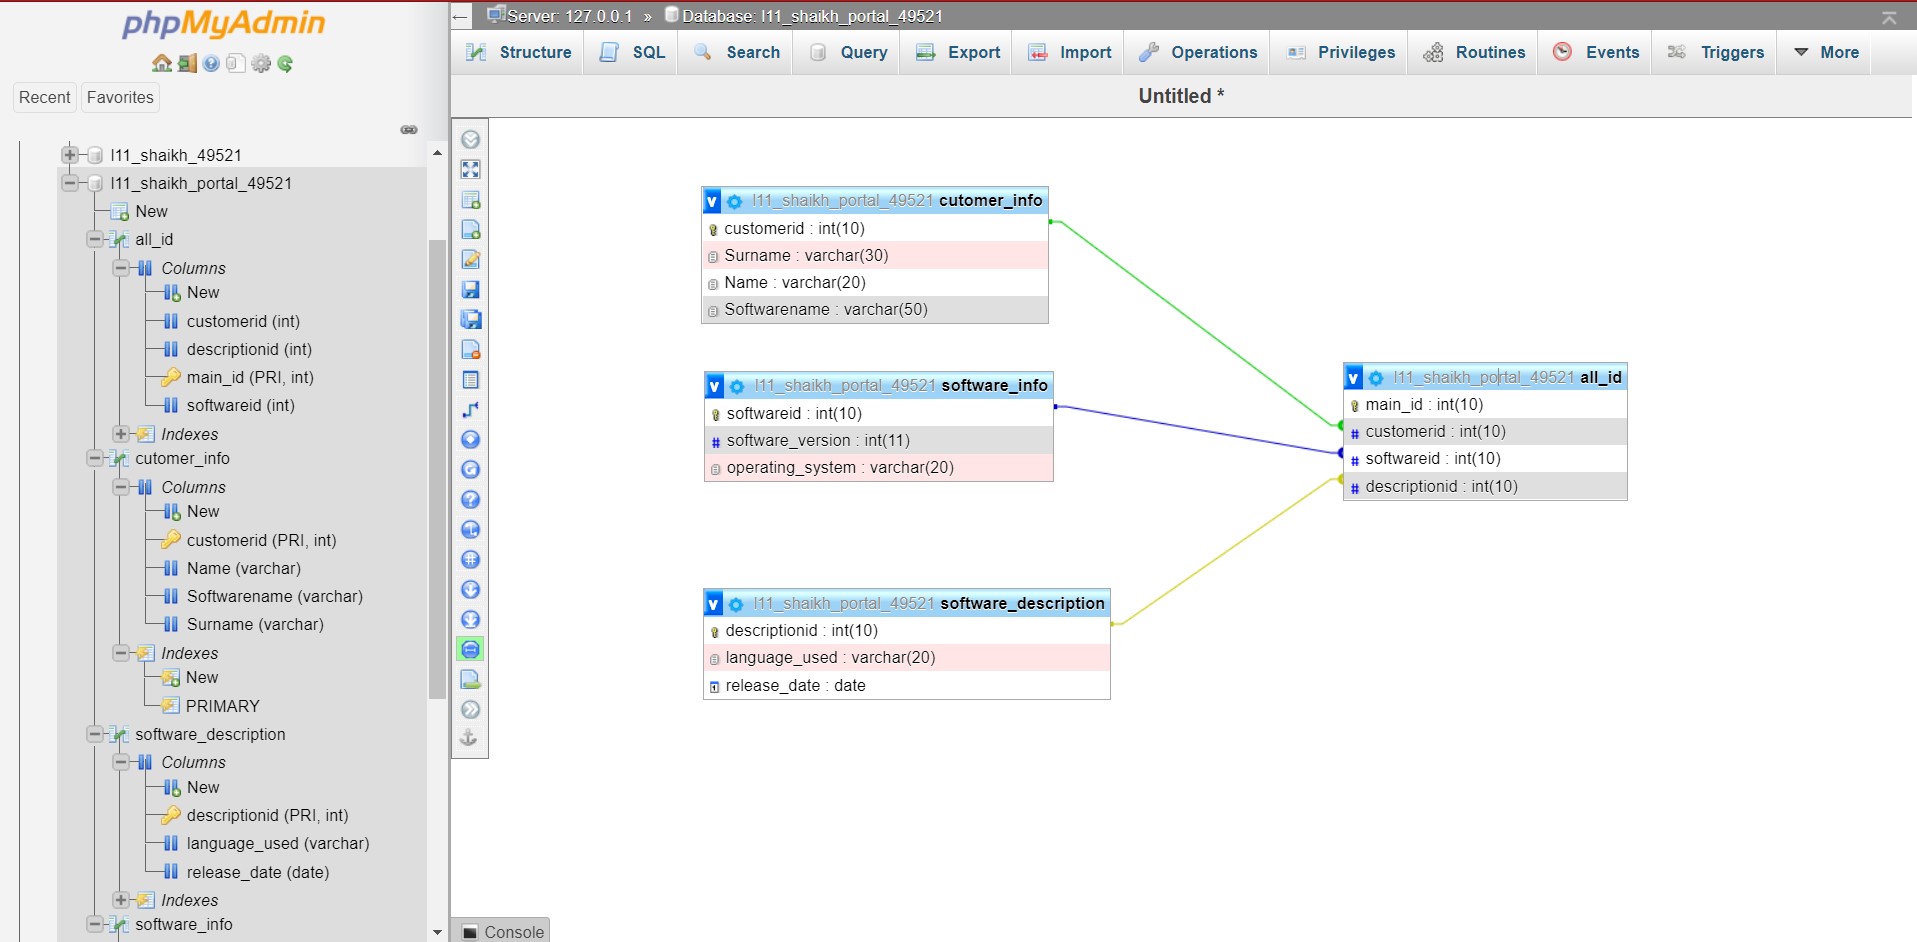 phpMyAdmin
Recent
Favorites
l11_shaikh_49521
l11_shaikh_portal_49521
New
all_id
Columns
New
customerid (int)
descriptionid (int)
main_id (PRI, int)
softwareid (int)
Indexes
cutomer_info
Columns
New
customerid (PRI, int)
Name (varchar)
Softwarename (varchar)
Surname (varchar)
Indexes
New
PRIMARY
software_description
Columns
New
descriptionid (PRI, int)
language_used (varchar)
release_date (date)
Indexes
software_info
Server: 127.0.0.1 » Database: l11_shaikh_portal_49521
Structure SQL Search Query Export Import Operations Privileges Routines Events Triggers More
Untitled *
v l11_shaikh_portal_49521 cutomer_info
customerid : int(10)
Surname : varchar(30)
Name : varchar(20)
Softwarename : varchar(50)
v l11_shaikh_portal_49521 software_info
softwareid : int(10)
# software_version : int(11)
operating_system : varchar(20)
v l11_shaikh_portal_49521 software_description
descriptionid : int(10)
language_used : varchar(20)
release_date : date
v l11_shaikh_portal_49521 all_id
main_id : int(10)
# customerid : int(10)
# softwareid : int(10)
# descriptionid : int(10)
Console